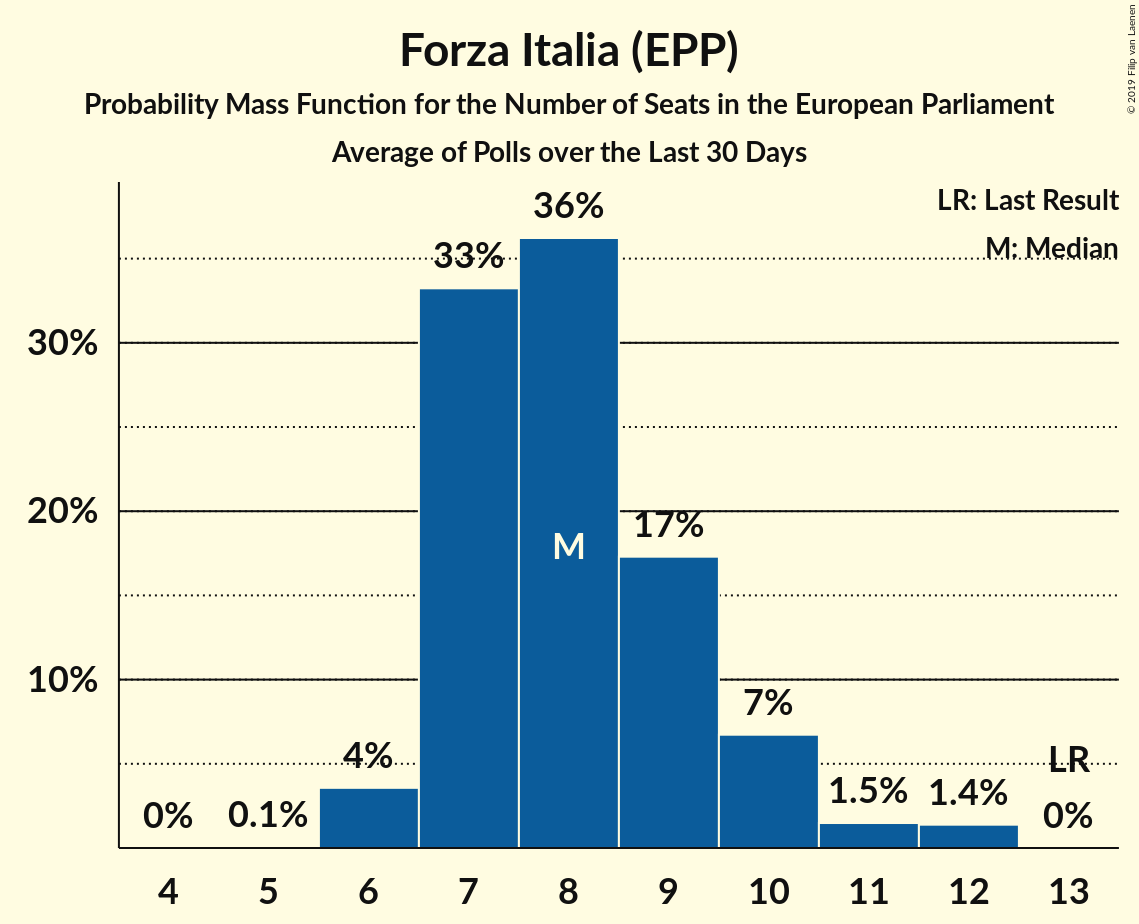 Forza Italia (EPP)
Probability Mass Function for the Number of Seats in the European Parliament
Average of Polls over the Last 30 Days
© 2019 Filip van Laenen
LR: Last Result
M: Median
36%
33%
30%
20%
17%
M
10%
7%
4%
LR
0%
0.1%
1.5%
1.4%
0%
4 5 6 7 8 9 10 11 12 13